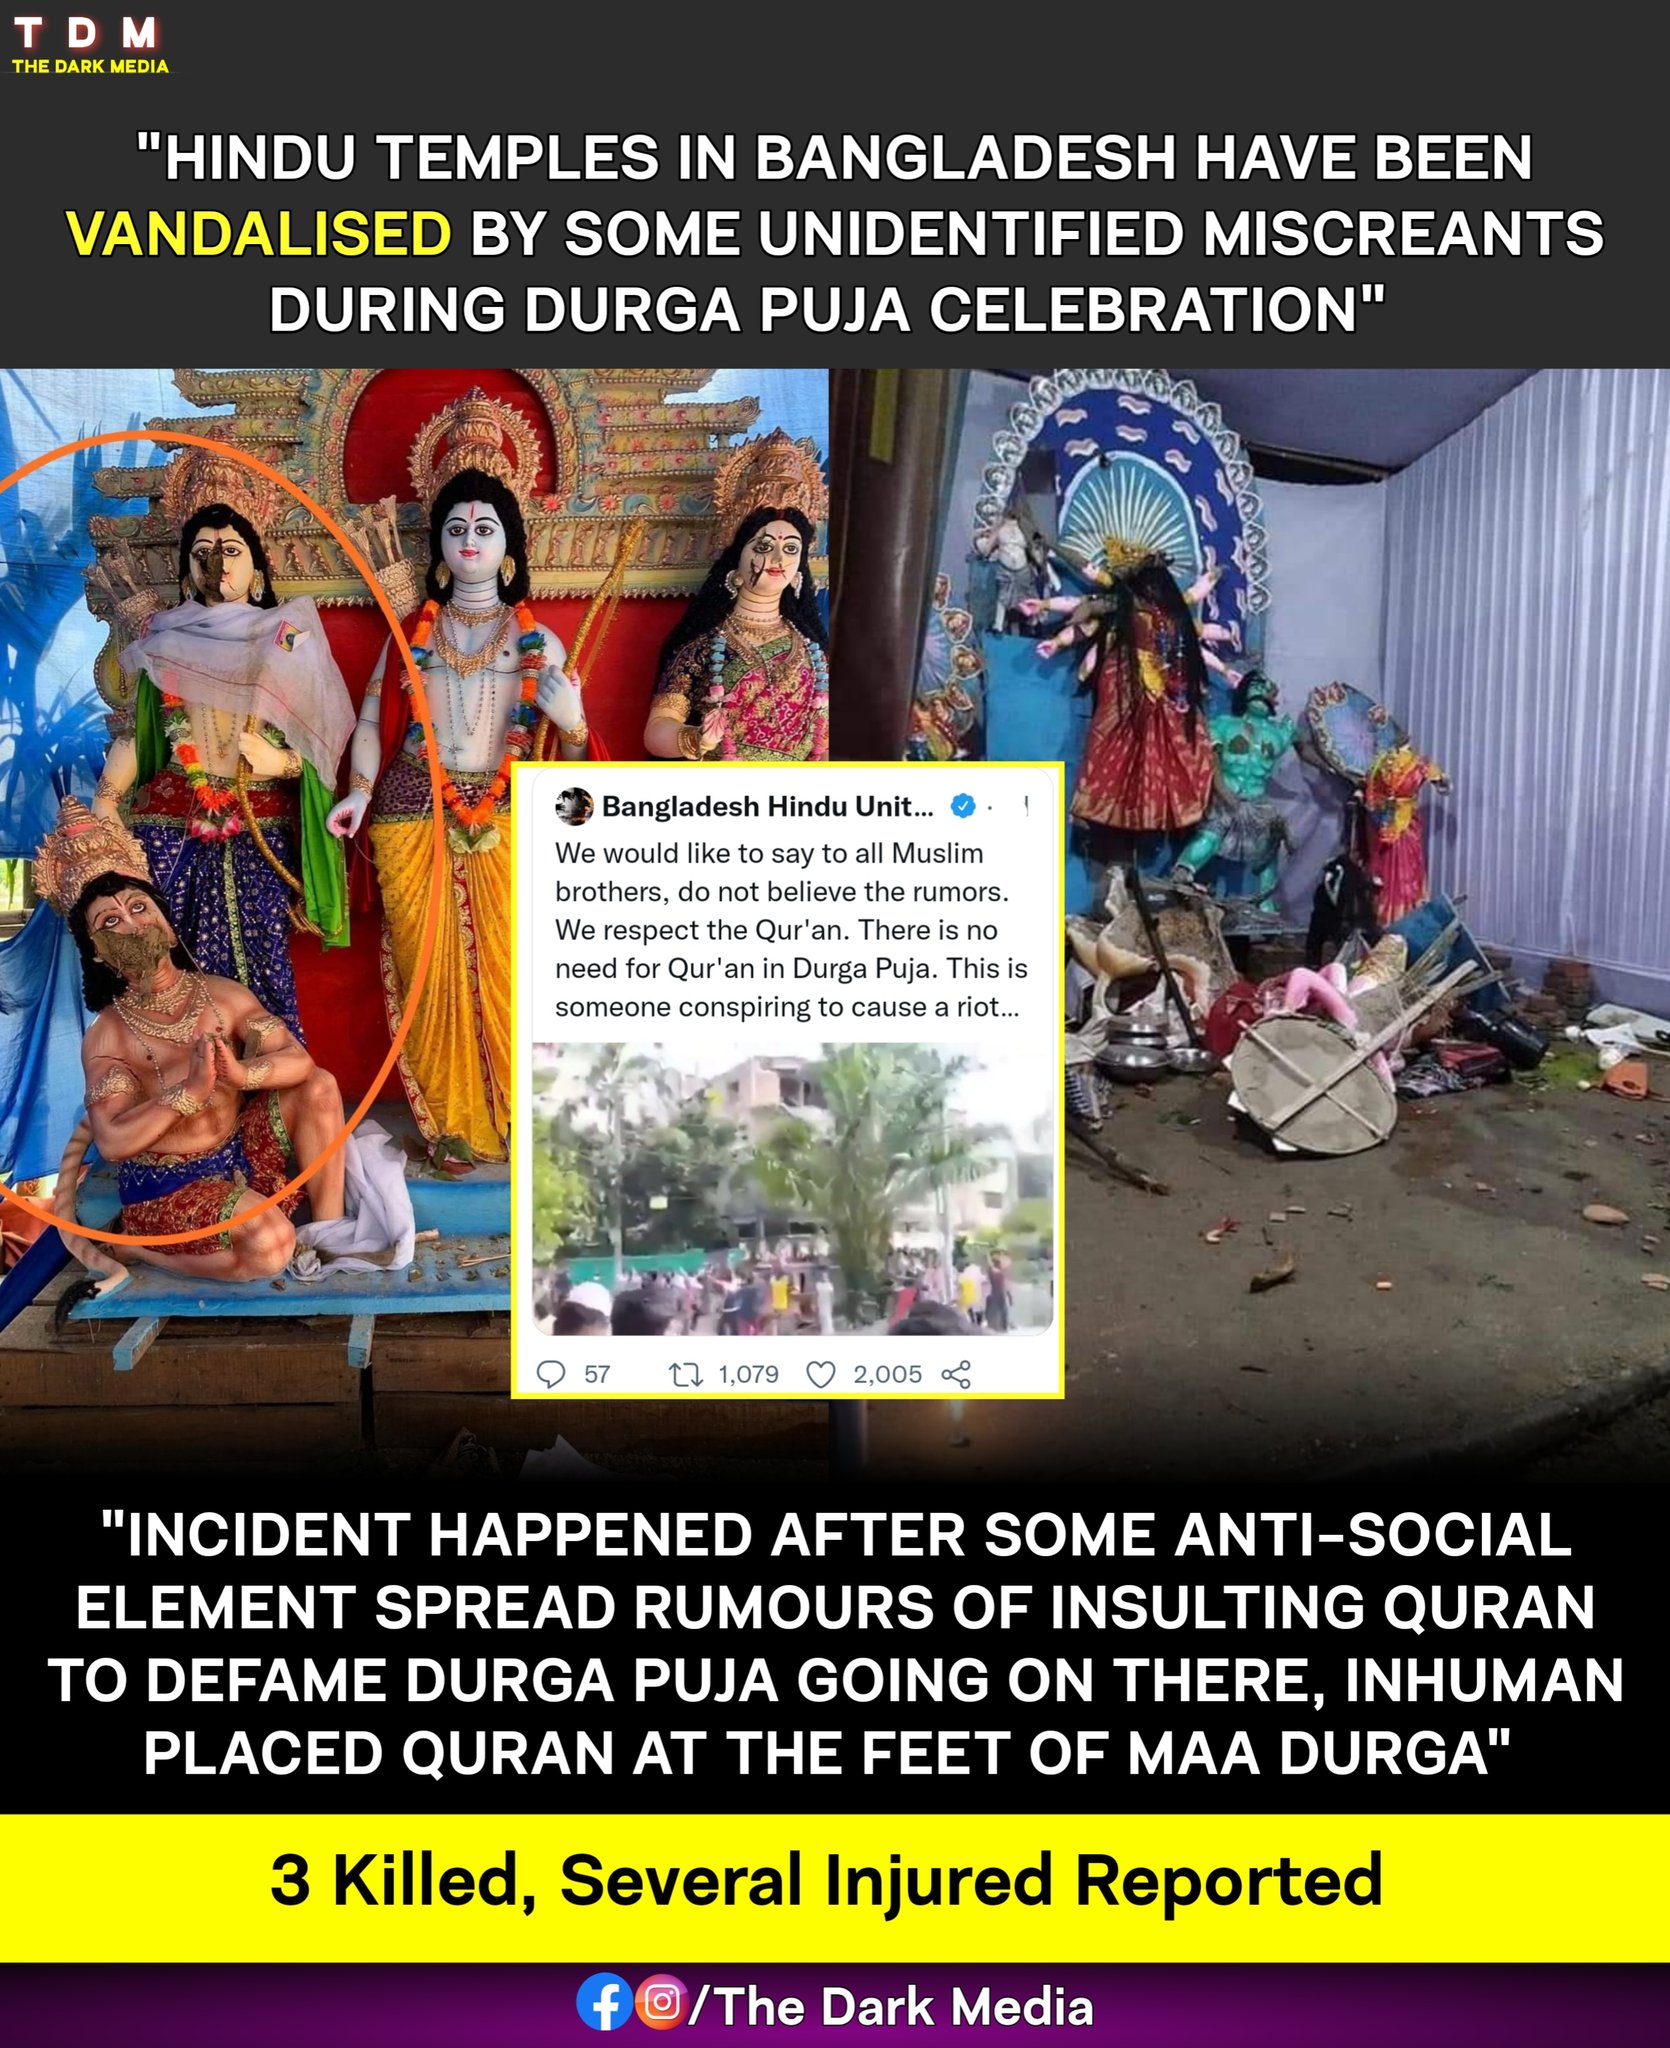 T D M
THE DARK MEDIA
"HINDU TEMPLES IN BANGLADESH HAVE BEEN
VANDALISED BY SOME UNIDENTIFIED MISCREANTS
DURING DURGA PUJA CELEBRATION"
Bangladesh Hindu Unit... ·
We would like to say to all Muslim
brothers, do not believe the rumors.
We respect the Qur'an. There is no
need for Qur'an in Durga Puja. This is
someone conspiring to cause a riot...
57 1,079 2,005
"INCIDENT HAPPENED AFTER SOME ANTI-SOCIAL
ELEMENT SPREAD RUMOURS OF INSULTING QURAN
TO DEFAME DURGA PUJA GOING ON THERE, INHUMAN
PLACED QURAN AT THE FEET OF MAA DURGA"
3 Killed, Several Injured Reported
/The Dark Media